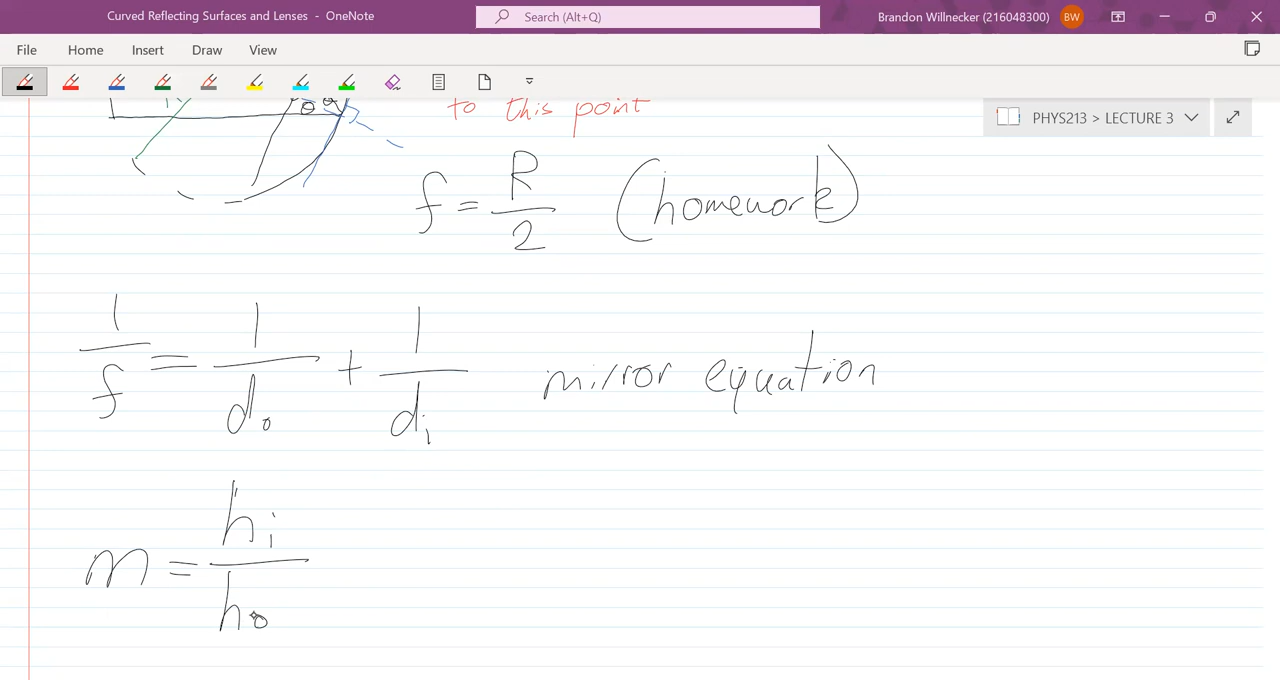 Curved Reflecting Surfaces and Lenses - OneNote
Search (Alt+Q)
Brandon Willnecker (216048300)
BW
File Home Insert Draw View
PHYS213 > LECTURE 3
to this point
f = R/2 (homework)
1/f = 1/d₀ + 1/dᵢ mirror equation
m = hᵢ/h₀